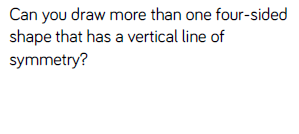 Can you draw more than one four-sided
shape that has a vertical line of
symmetry?